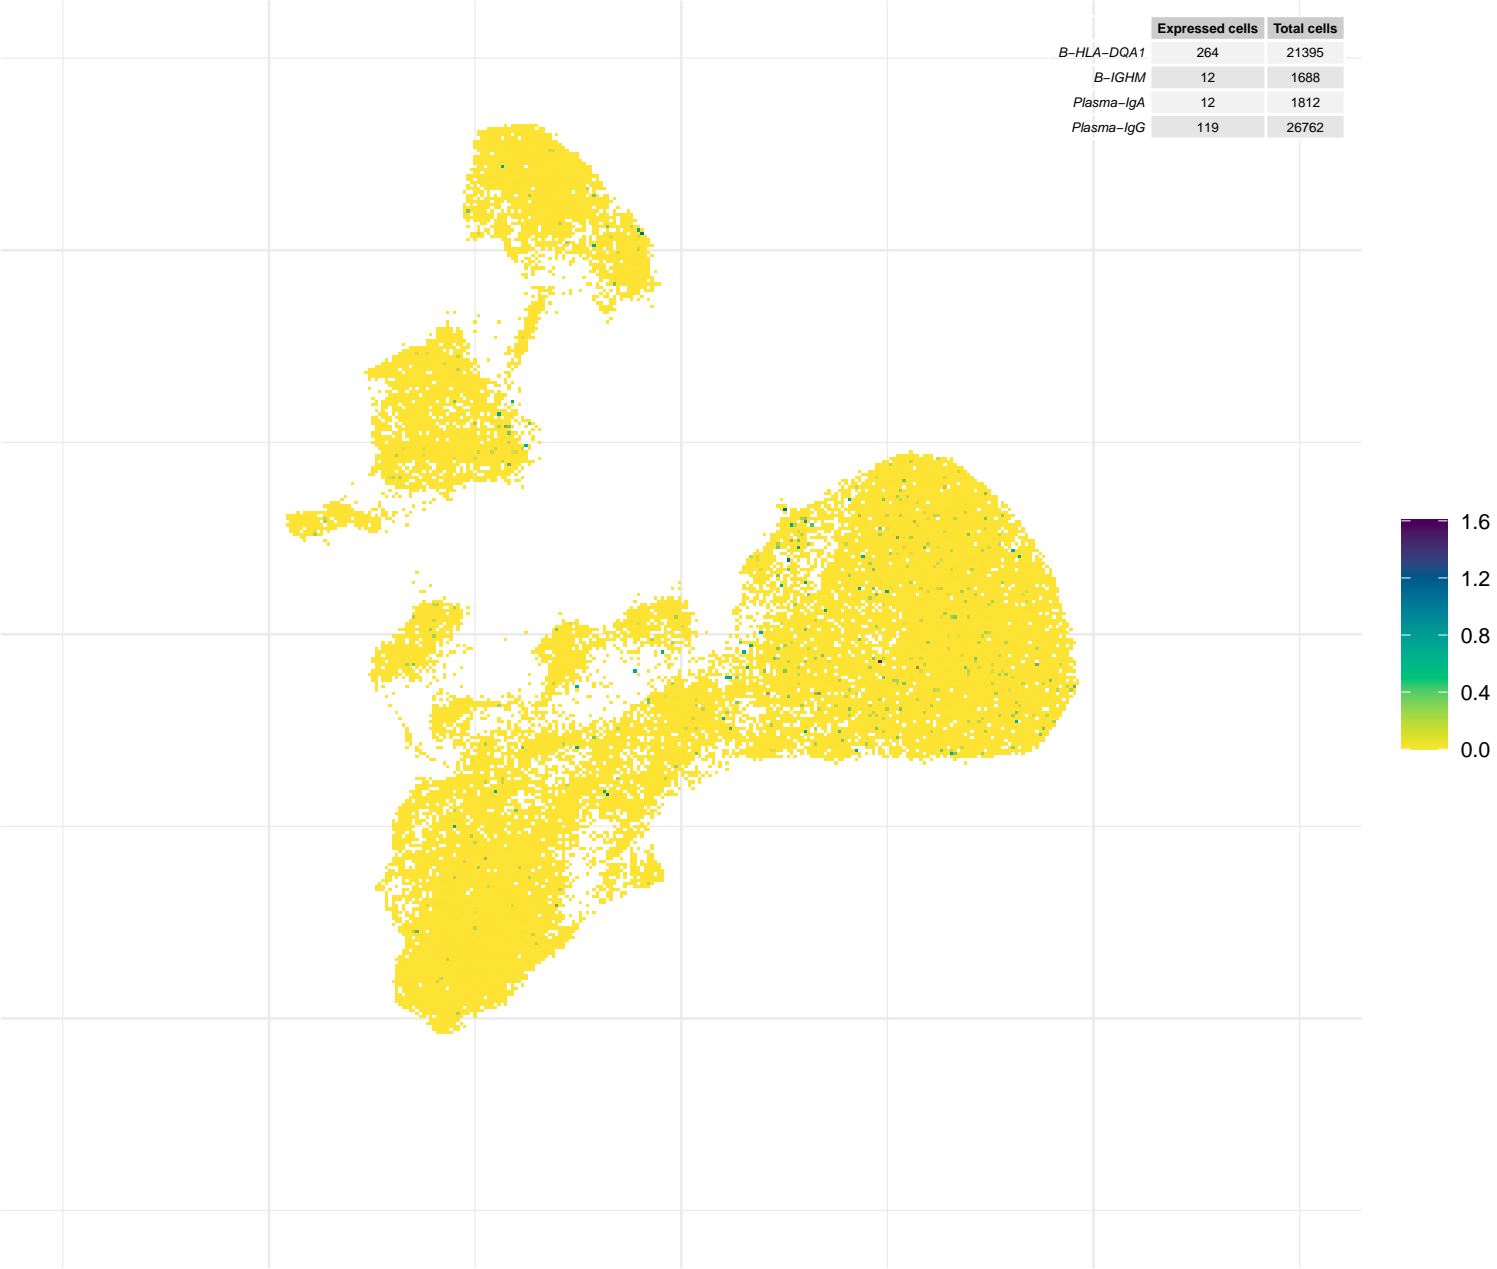 Expressed cells Total cells
B−HLA−DQA1 264 21395
B−IGHM 12 1688
Plasma−IgA 12 1812
Plasma−IgG 119 26762
1.6
1.2
0.8
0.4
0.0